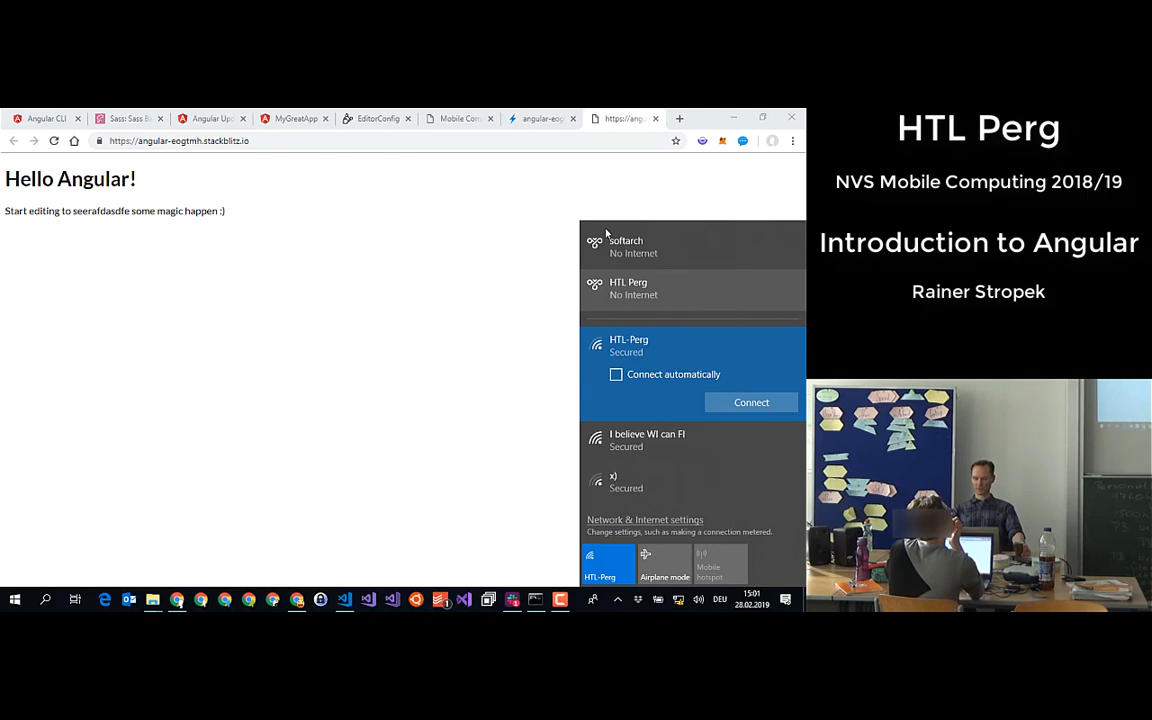 Angular CLI
Sass: Sass Ba
Angular Upd
MyGreatApp
EditorConfig
Mobile Com
angular-eog
https://ang
https://angular-eogtmh.stackblitz.io
Hello Angular!
Start editing to seerafdasdfe some magic happen :)
softarch
No Internet
HTL Perg
No Internet
HTL-Perg
Secured
Connect automatically
Connect
I believe WI can FI
Secured
x)
Secured
Network & Internet settings
Change settings, such as making a connection metered.
HTL-Perg
Airplane mode
Mobile
hotspot
DEU
15:01
28.02.2019
HTL Perg
NVS Mobile Computing 2018/19
Introduction to Angular
Rainer Stropek